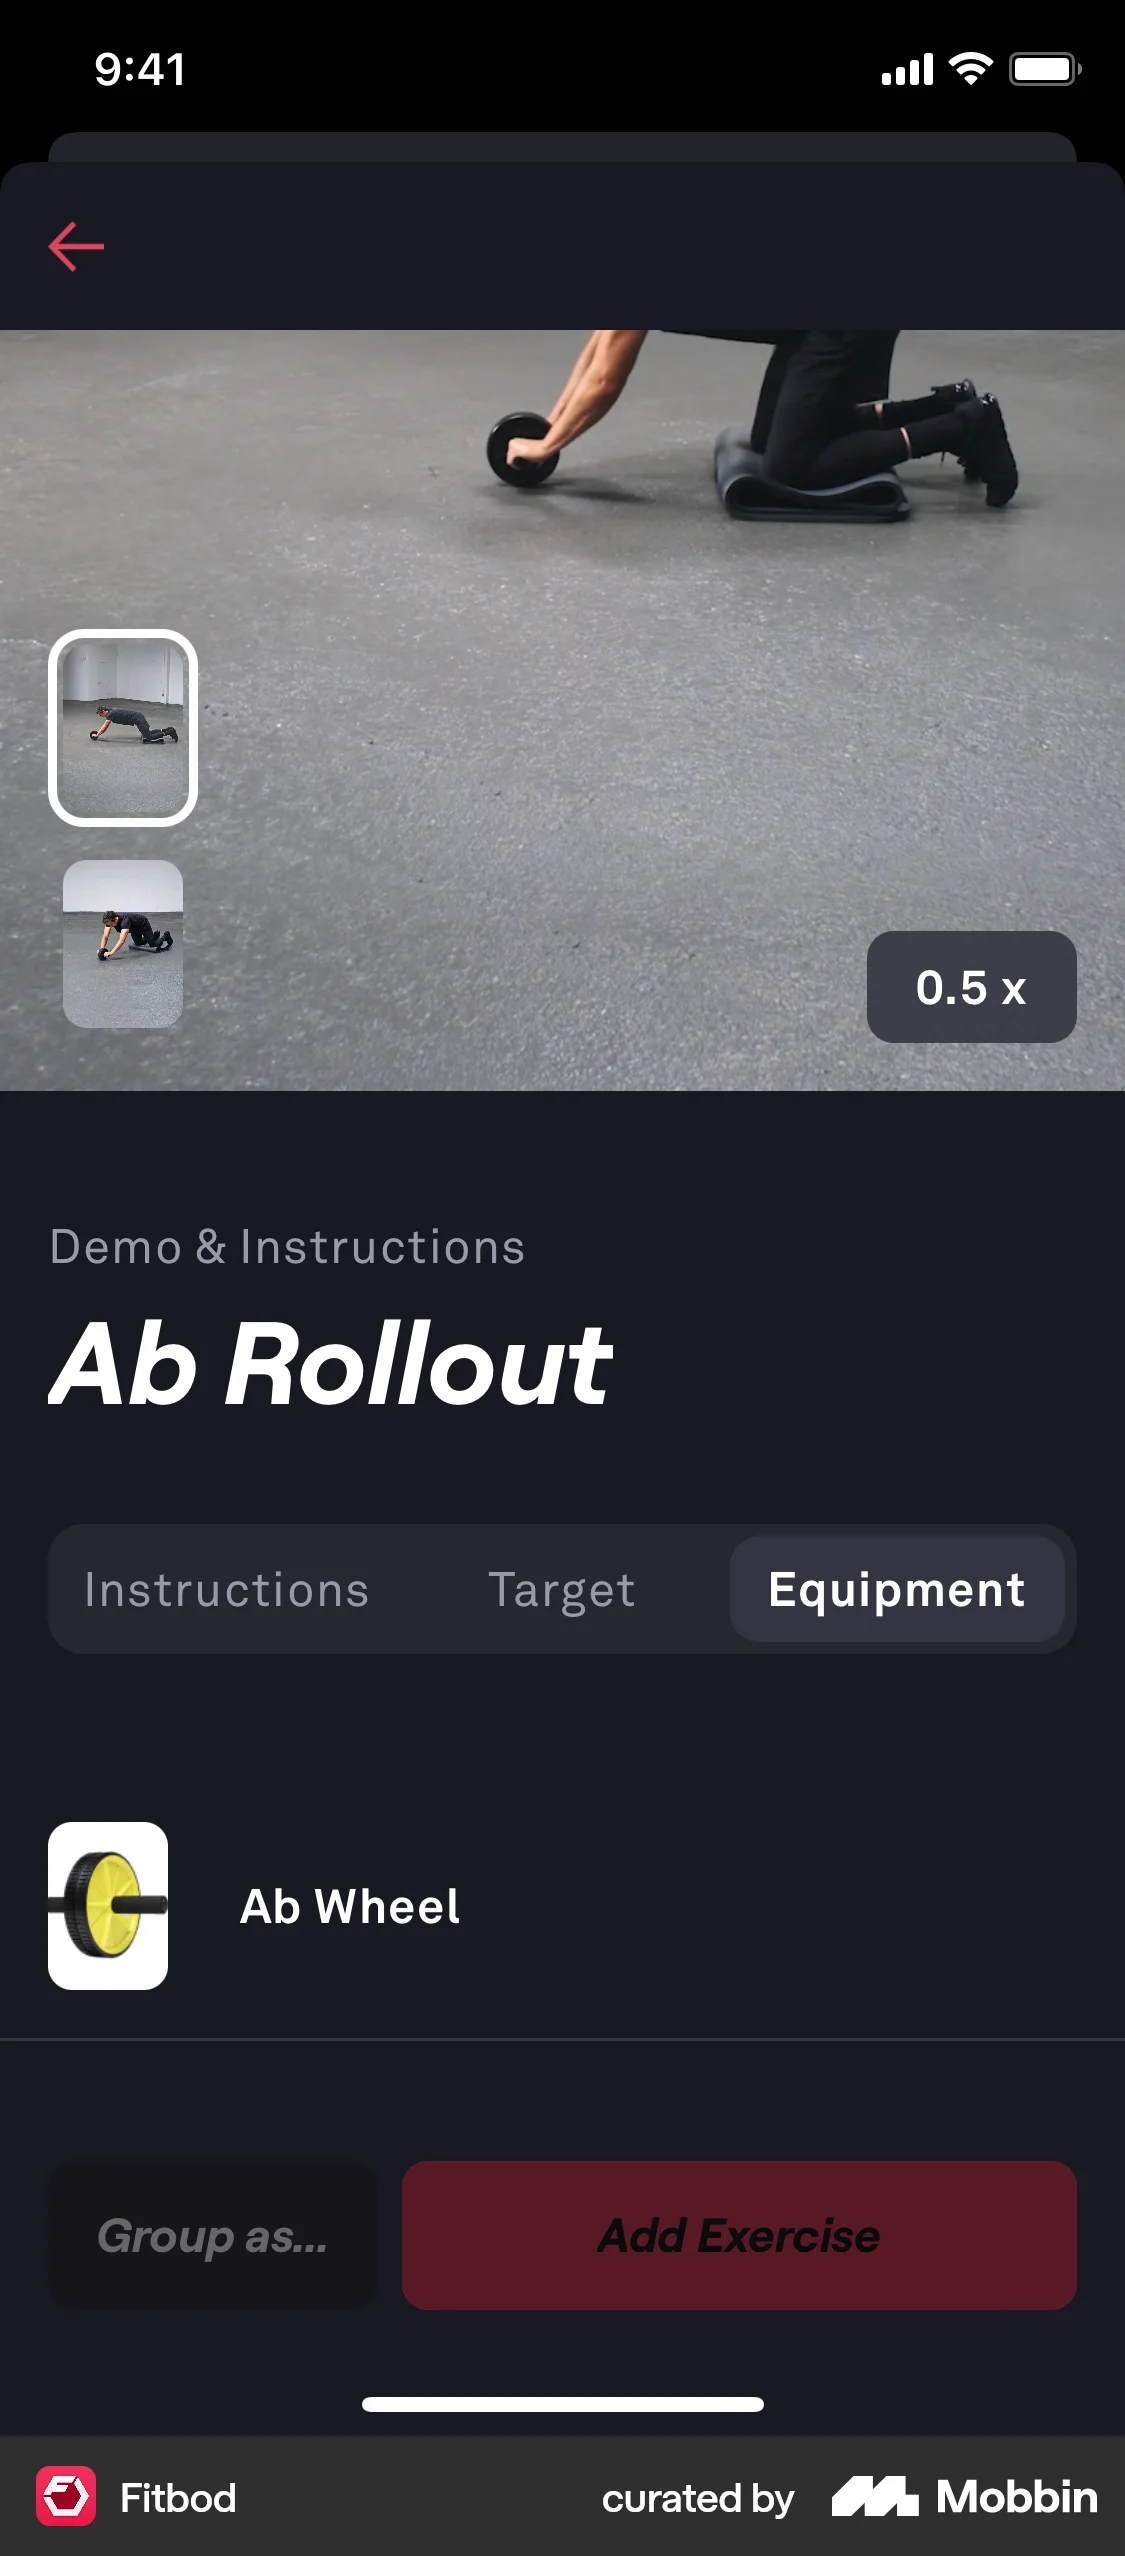 9:41
0.5 x
Demo & Instructions
Ab Rollout
Instructions Target Equipment
Ab Wheel
Group as... Add Exercise
Fitbod curated by Mobbin